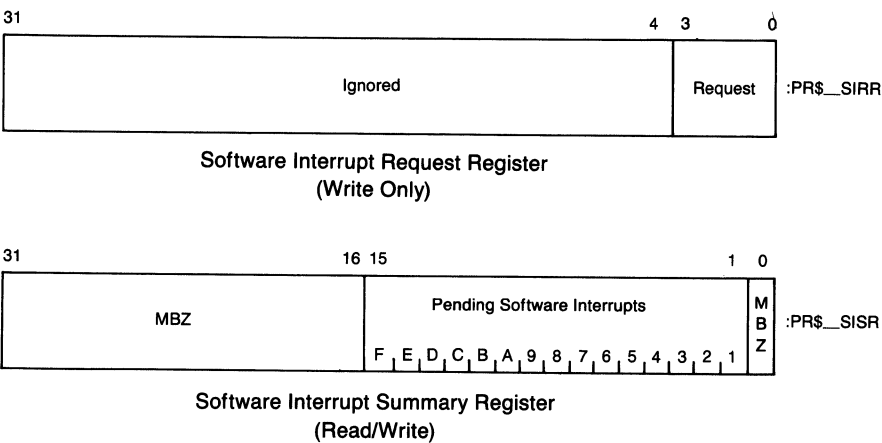 31 4 3 0
Ignored Request :PR$__SIRR
Software Interrupt Request Register
(Write Only)
31 16 15 1 0
MBZ Pending Software Interrupts M B Z :PR$__SISR
F E D C B A 9 8 7 6 5 4 3 2 1
Software Interrupt Summary Register
(Read/Write)